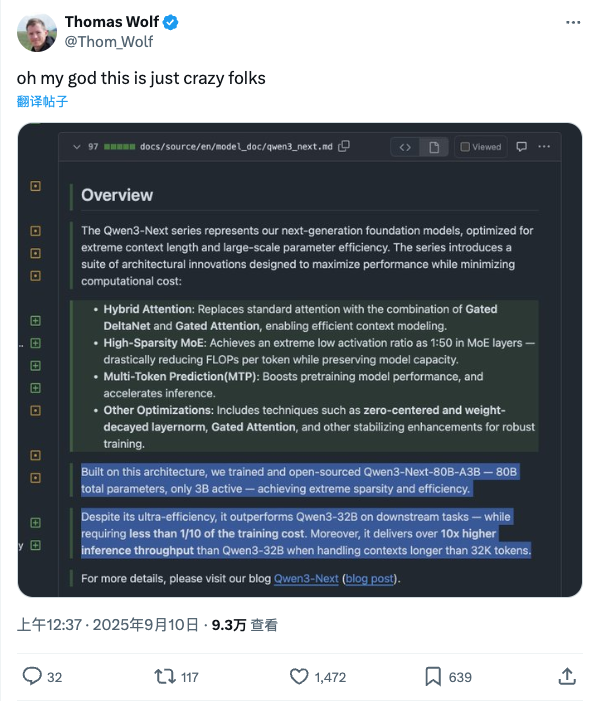 Thomas Wolf
@Thom_Wolf
oh my god this is just crazy folks
翻译帖子
97 docs/source/en/model_doc/qwen3_next.md Viewed
Overview
The Qwen3-Next series represents our next-generation foundation models, optimized for
extreme context length and large-scale parameter efficiency. The series introduces a
suite of architectural innovations designed to maximize performance while minimizing
computational cost:
• Hybrid Attention: Replaces standard attention with the combination of Gated
DeltaNet and Gated Attention, enabling efficient context modeling.
• High-Sparsity MoE: Achieves an extreme low activation ratio as 1:50 in MoE layers —
drastically reducing FLOPs per token while preserving model capacity.
• Multi-Token Prediction(MTP): Boosts pretraining model performance, and
accelerates inference.
• Other Optimizations: Includes techniques such as zero-centered and weight-
decayed layernorm, Gated Attention, and other stabilizing enhancements for robust
training.
Built on this architecture, we trained and open-sourced Qwen3-Next-80B-A3B — 80B
total parameters, only 3B active — achieving extreme sparsity and efficiency.
Despite its ultra-efficiency, it outperforms Qwen3-32B on downstream tasks — while
requiring less than 1/10 of the training cost. Moreover, it delivers over 10x higher
inference throughput than Qwen3-32B when handling contexts longer than 32K tokens.
For more details, please visit our blog Qwen3-Next (blog post).
..
y
上午12:37 · 2025年9月10日 · 9.3万 查看
32 117 1,472 639